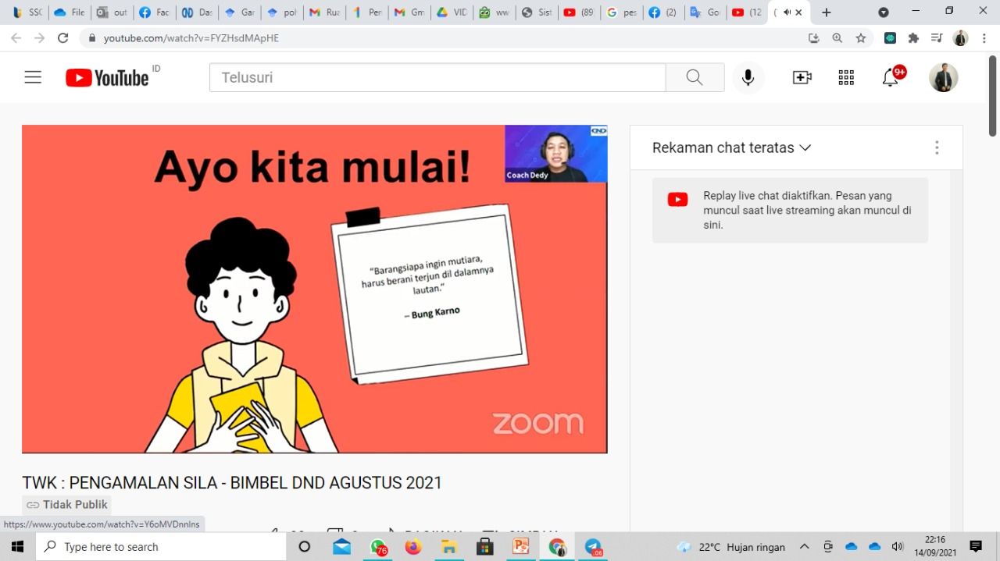 SSC
File
out
Fac
Das
pol
Rua
Per
Gm
VID
ww
Sist
(89
pes
(2)
Go
(12
(
youtube.com/watch?v=FYZHsdMApHE
YouTube ID
Telusuri
9+
Ayo kita mulai!
DND
Coach Dedy
“Barangsiapa ingin mutiara,
harus berani terjun dil dalamnya
lautan.”
– Bung Karno
zoom
Rekaman chat teratas
Replay live chat diaktifkan. Pesan yang
muncul saat live streaming akan muncul di
sini.
TWK : PENGAMALAN SILA - BIMBEL DND AGUSTUS 2021
Tidak Publik
https://www.youtube.com/watch?v=Y6oMVDnnlns
Type here to search
76
.06
22°C Hujan ringan
22:16
14/09/2021